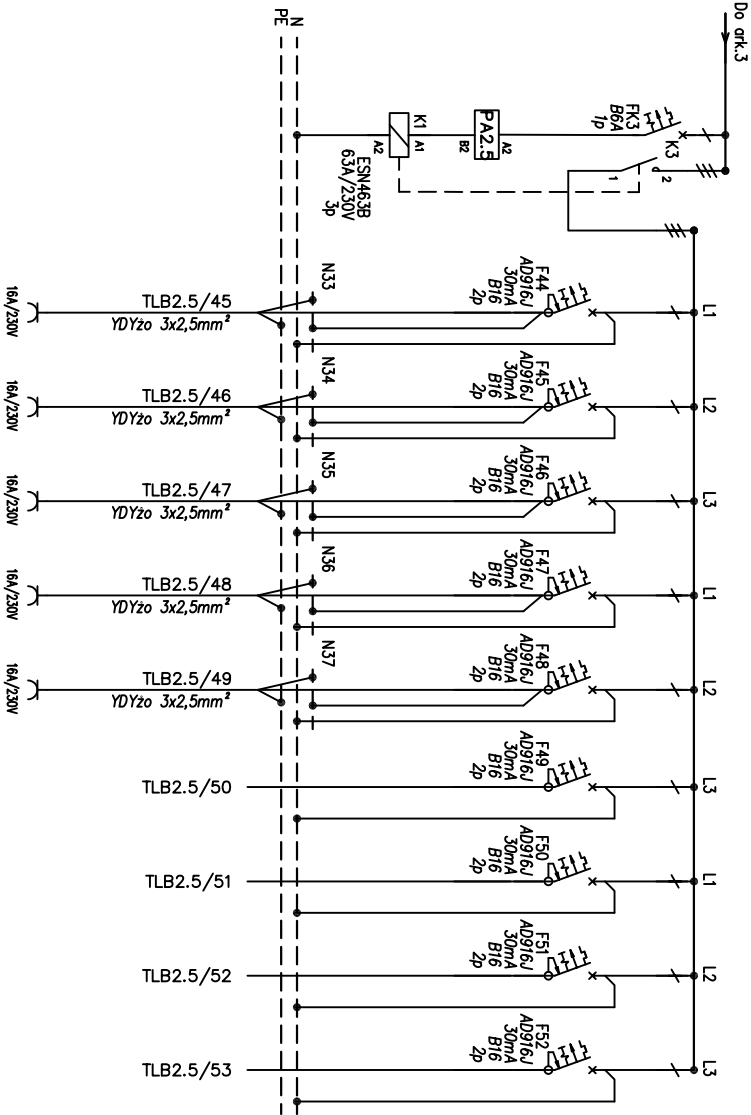 Do ark.3
FK3
B6A
1p
K3
2
1
PA2.5
A2
B2
K1
A1
A2
ESN463B
63A/230V
3p
N
PE
L1
F44
AD916J
30mA
B16
2p
N33
TLB2.5/45
YDYżo 3x2,5mm²
16A/230V
L2
F45
AD916J
30mA
B16
2p
N34
TLB2.5/46
YDYżo 3x2,5mm²
16A/230V
L3
F46
AD916J
30mA
B16
2p
N35
TLB2.5/47
YDYżo 3x2,5mm²
16A/230V
L1
F47
AD916J
30mA
B16
2p
N36
TLB2.5/48
YDYżo 3x2,5mm²
16A/230V
L2
F48
AD916J
30mA
B16
2p
N37
TLB2.5/49
YDYżo 3x2,5mm²
16A/230V
L3
F49
AD916J
30mA
B16
2p
TLB2.5/50
L1
F50
AD916J
30mA
B16
2p
TLB2.5/51
L2
F51
AD916J
30mA
B16
2p
TLB2.5/52
L3
F52
AD916J
30mA
B16
2p
TLB2.5/53